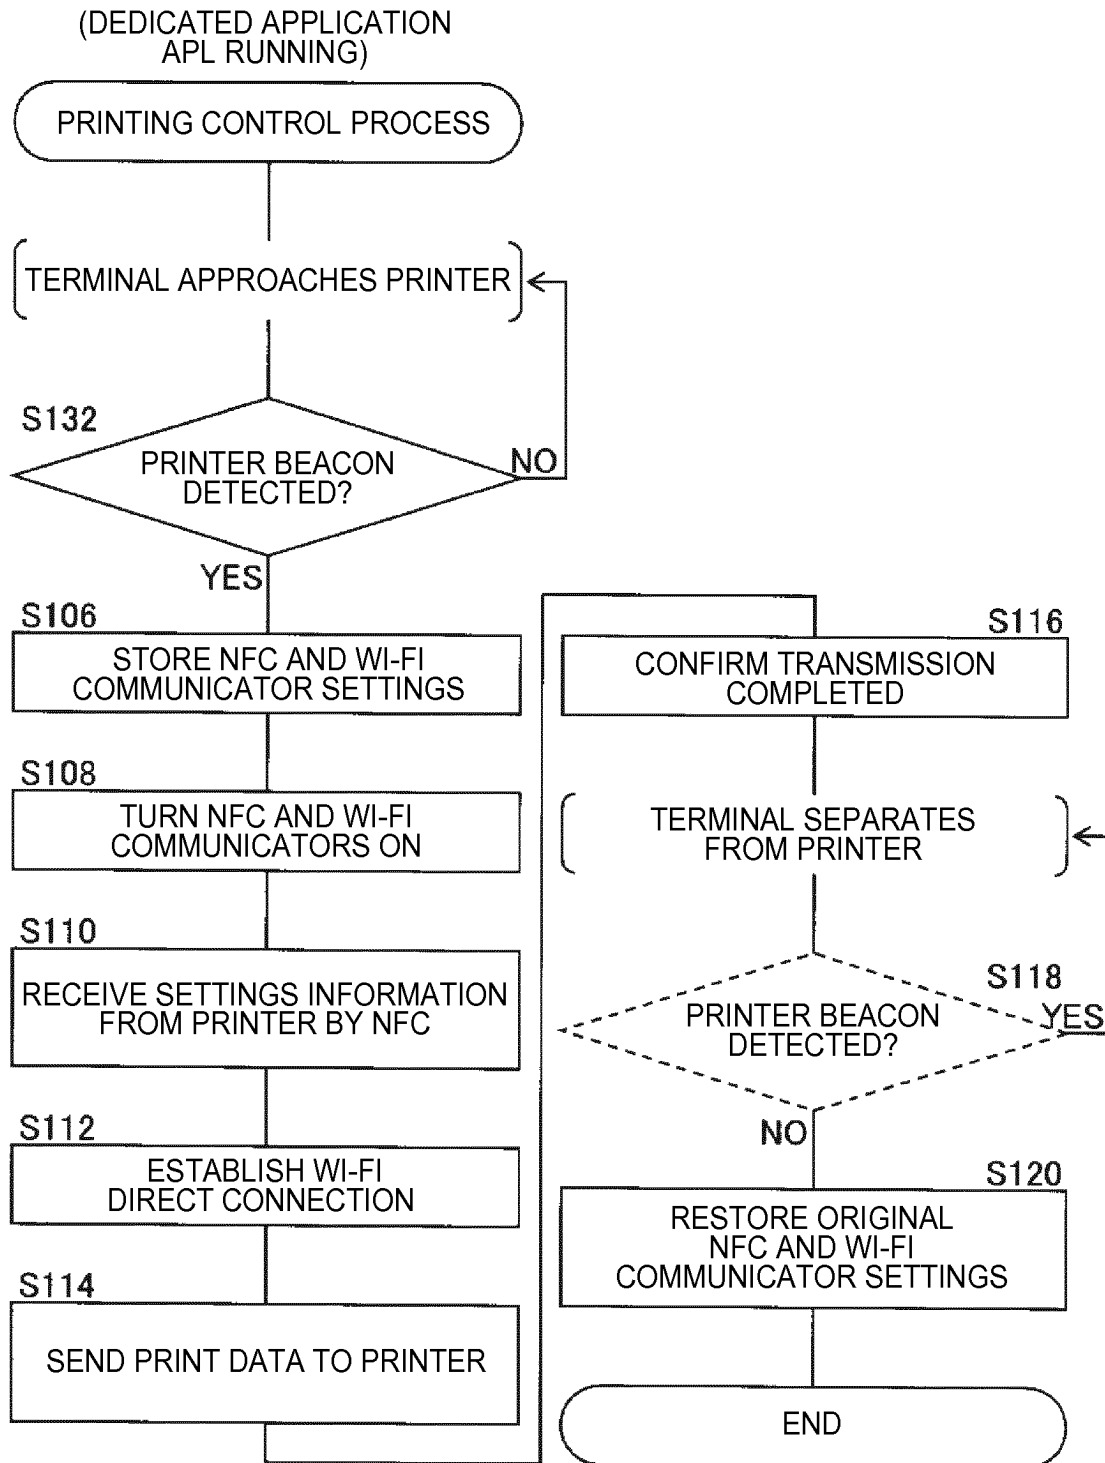 (DEDICATED APPLICATION
APL RUNNING)
PRINTING CONTROL PROCESS
TERMINAL APPROACHES PRINTER
S132
PRINTER BEACON
DETECTED?
NO
YES
S106
STORE NFC AND WI-FI
COMMUNICATOR SETTINGS
S108
TURN NFC AND WI-FI
COMMUNICATORS ON
S110
RECEIVE SETTINGS INFORMATION
FROM PRINTER BY NFC
S112
ESTABLISH WI-FI
DIRECT CONNECTION
S114
SEND PRINT DATA TO PRINTER
S116
CONFIRM TRANSMISSION
COMPLETED
TERMINAL SEPARATES
FROM PRINTER
S118
PRINTER BEACON
DETECTED?
YES
NO
S120
RESTORE ORIGINAL
NFC AND WI-FI
COMMUNICATOR SETTINGS
END